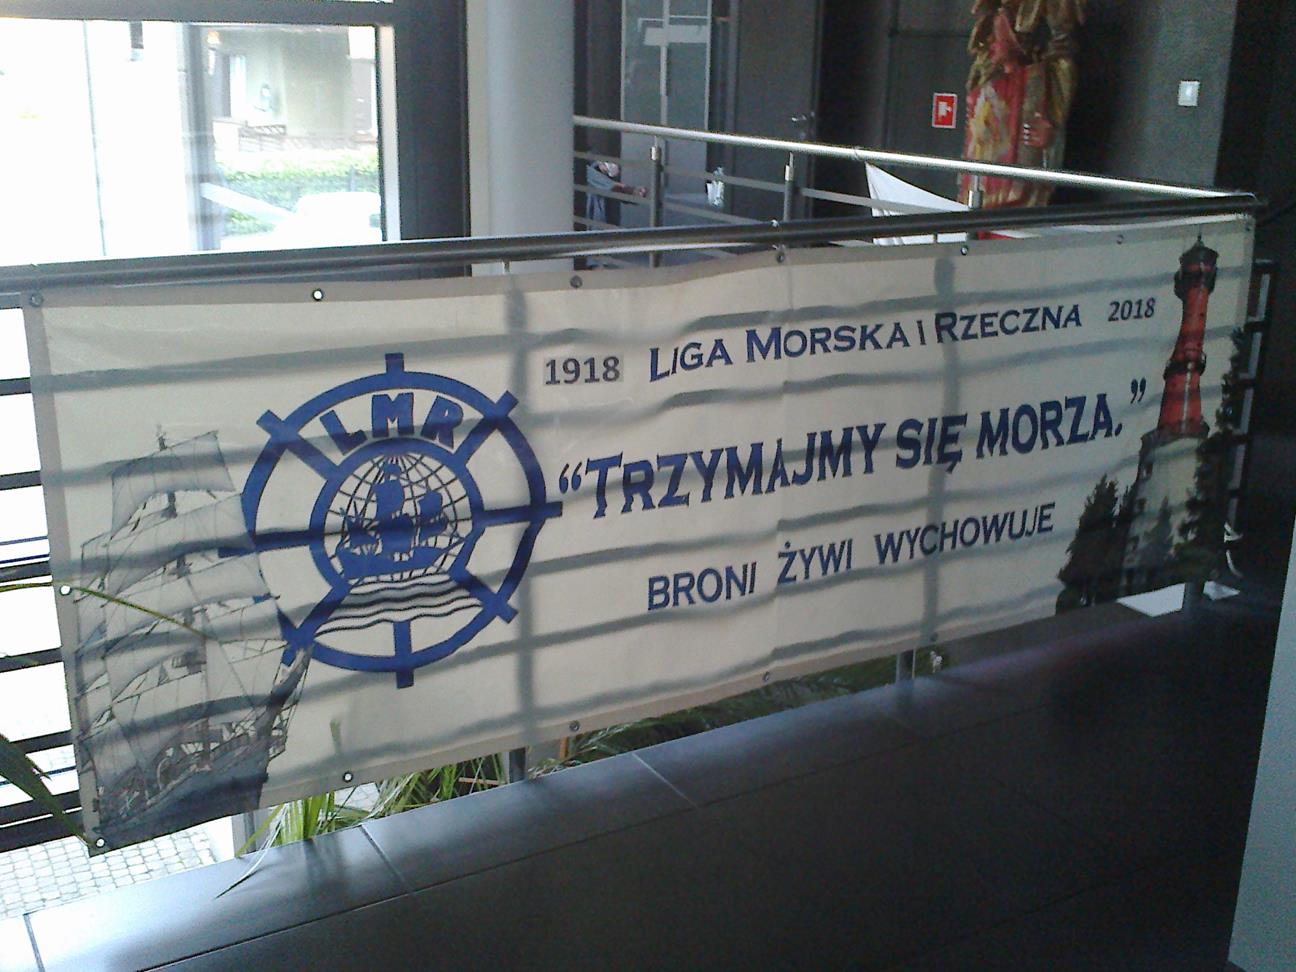 LMR
1918 LIGA MORSKA I RZECZNA 2018
“TRZYMAJMY SIĘ MORZA.”
BRONI ŻYWI WYCHOWUJE